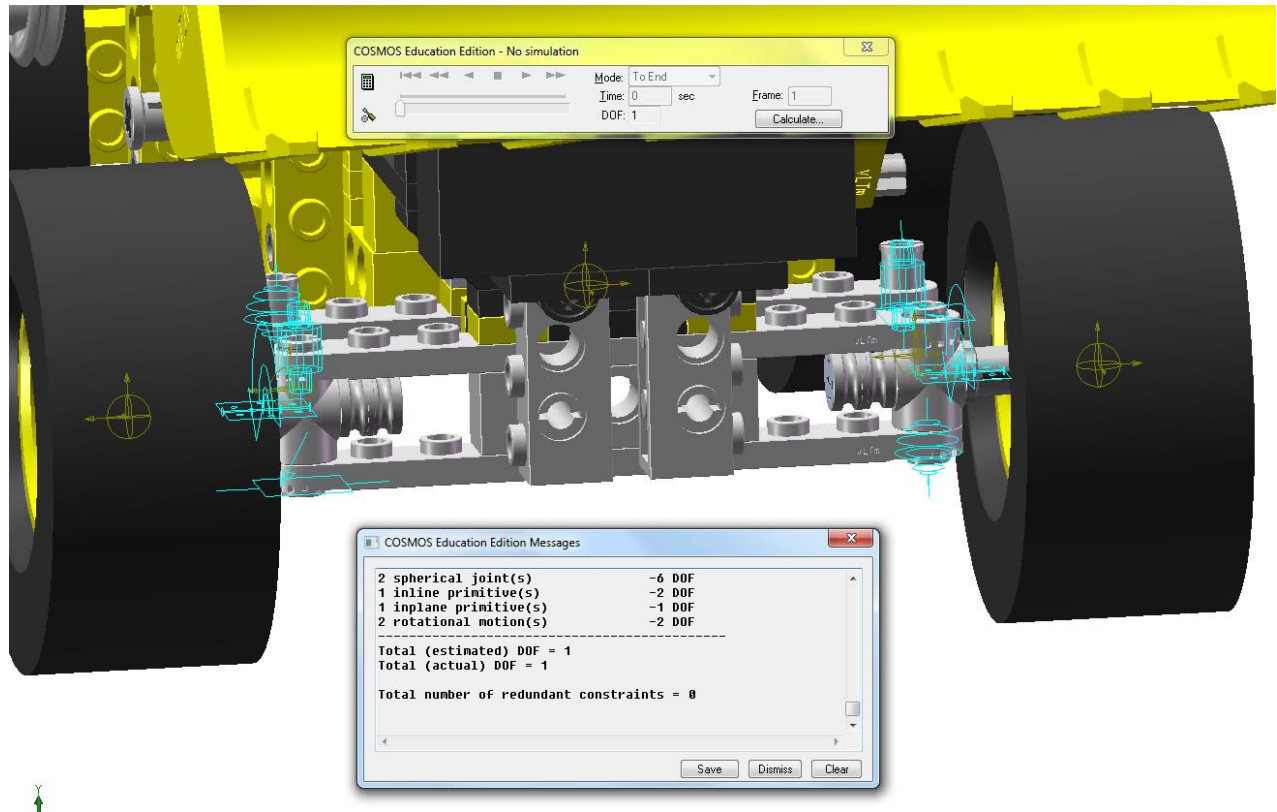 COSMOS Education Edition - No simulation
Mode: To End
Time: 0 sec Frame: 1
DOF: 1 Calculate...
COSMOS Education Edition Messages
2 spherical joint(s) -6 DOF
1 inline primitive(s) -2 DOF
1 inplane primitive(s) -1 DOF
2 rotational motion(s) -2 DOF
Total (estimated) DOF = 1
Total (actual) DOF = 1
Total number of redundant constraints = 0
Save Dismiss Clear
Y